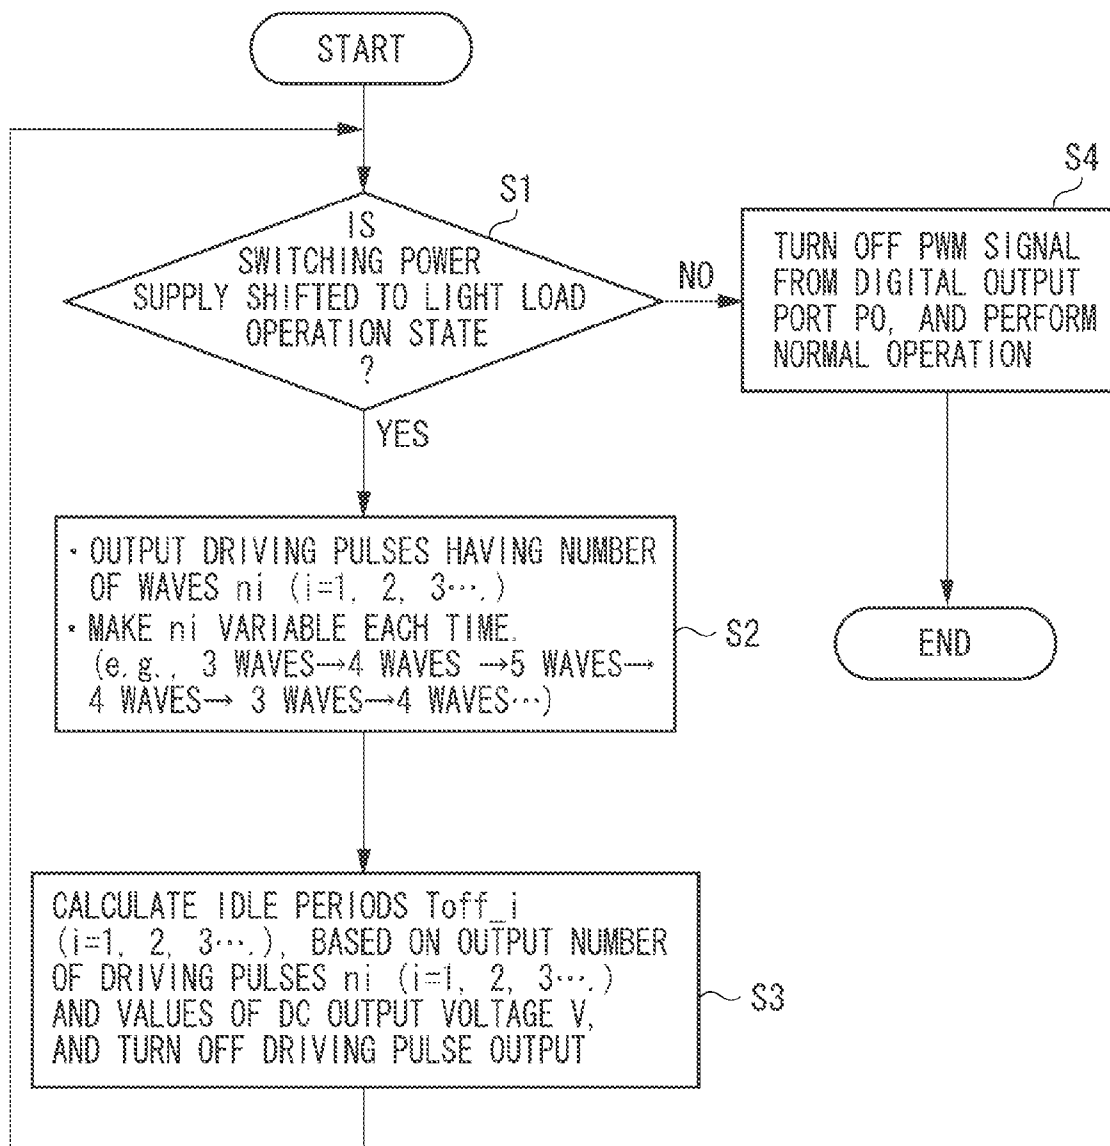 START
S1
IS
SWITCHING POWER
SUPPLY SHIFTED TO LIGHT LOAD
OPERATION STATE
?
NO
YES
S4
TURN OFF PWM SIGNAL
FROM DIGITAL OUTPUT
PORT PO, AND PERFORM
NORMAL OPERATION
END
・OUTPUT DRIVING PULSES HAVING NUMBER
OF WAVES ni (i=1, 2, 3···.)
・MAKE ni VARIABLE EACH TIME.
(e.g., 3 WAVES→4 WAVES →5 WAVES→
4 WAVES→ 3 WAVES→4 WAVES···)
S2
CALCULATE IDLE PERIODS Toff_i
(i=1, 2, 3···.), BASED ON OUTPUT NUMBER
OF DRIVING PULSES ni (i=1, 2, 3···.)
AND VALUES OF DC OUTPUT VOLTAGE V,
AND TURN OFF DRIVING PULSE OUTPUT
S3